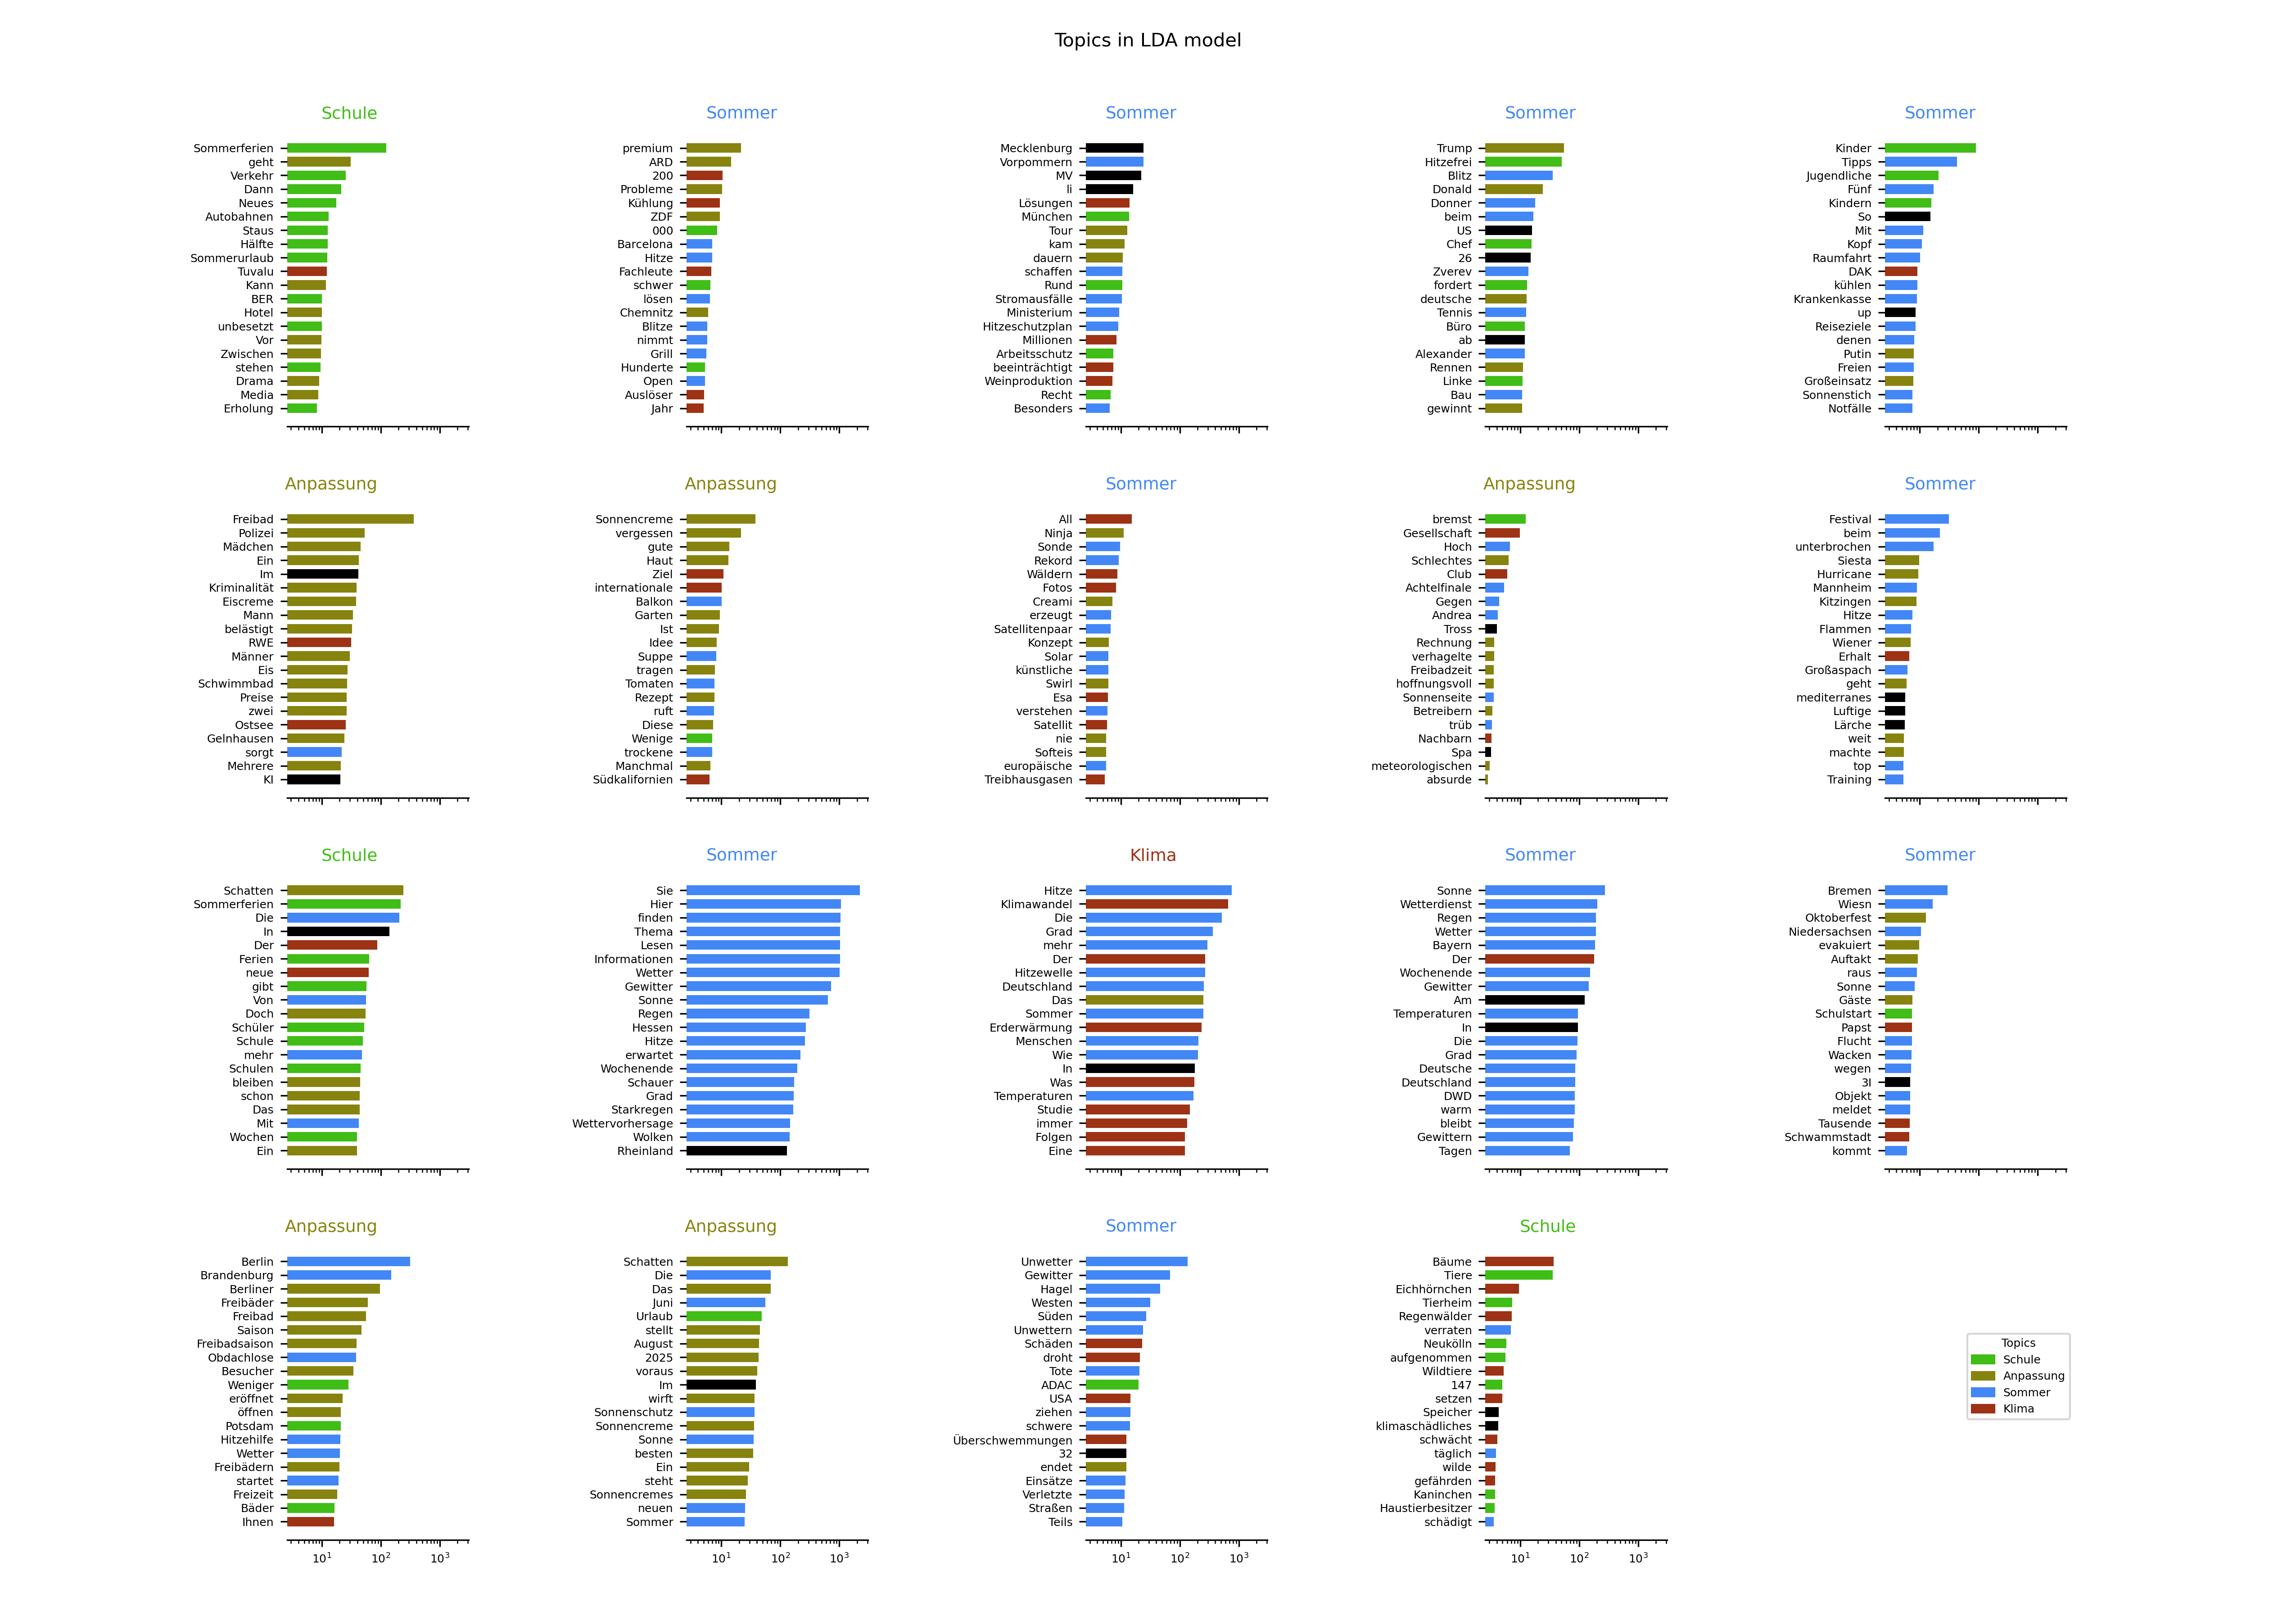 Topics in LDA model
Schule
Sommerferien
geht
Verkehr
Dann
Neues
Autobahnen
Staus
Hälfte
Sommerurlaub
Tuvalu
Kann
BER
Hotel
unbesetzt
Vor
Zwischen
stehen
Drama
Media
Erholung
Sommer
premium
ARD
200
Probleme
Kühlung
ZDF
000
Barcelona
Hitze
Fachleute
schwer
lösen
Chemnitz
Blitze
nimmt
Grill
Hunderte
Open
Auslöser
Jahr
Sommer
Mecklenburg
Vorpommern
MV
li
Lösungen
München
Tour
kam
dauern
schaffen
Rund
Stromausfälle
Ministerium
Hitzeschutzplan
Millionen
Arbeitsschutz
beeinträchtigt
Weinproduktion
Recht
Besonders
Sommer
Trump
Hitzefrei
Blitz
Donald
Donner
beim
US
Chef
26
Zverev
fordert
deutsche
Tennis
Büro
ab
Alexander
Rennen
Linke
Bau
gewinnt
Sommer
Kinder
Tipps
Jugendliche
Fünf
Kindern
So
Mit
Kopf
Raumfahrt
DAK
kühlen
Krankenkasse
up
Reiseziele
denen
Putin
Freien
Großeinsatz
Sonnenstich
Notfälle
Anpassung
Freibad
Polizei
Mädchen
Ein
Im
Kriminalität
Eiscreme
Mann
belästigt
RWE
Männer
Eis
Schwimmbad
Preise
zwei
Ostsee
Gelnhausen
sorgt
Mehrere
KI
Anpassung
Sonnencreme
vergessen
gute
Haut
Ziel
internationale
Balkon
Garten
Ist
Idee
Suppe
tragen
Tomaten
Rezept
ruft
Diese
Wenige
trockene
Manchmal
Südkalifornien
Sommer
All
Ninja
Sonde
Rekord
Wäldern
Fotos
Creami
erzeugt
Satellitenpaar
Konzept
Solar
künstliche
Swirl
Esa
verstehen
Satellit
nie
Softeis
europäische
Treibhausgasen
Anpassung
bremst
Gesellschaft
Hoch
Schlechtes
Club
Achtelfinale
Gegen
Andrea
Tross
Rechnung
verhagelte
Freibadzeit
hoffnungsvoll
Sonnenseite
Betreibern
trüb
Nachbarn
Spa
meteorologischen
absurde
Sommer
Festival
beim
unterbrochen
Siesta
Hurricane
Mannheim
Kitzingen
Hitze
Flammen
Wiener
Erhalt
Großaspach
geht
mediterranes
Luftige
Lärche
weit
machte
top
Training
Schule
Schatten
Sommerferien
Die
In
Der
Ferien
neue
gibt
Von
Doch
Schüler
Schule
mehr
Schulen
bleiben
schon
Das
Mit
Wochen
Ein
Sommer
Sie
Hier
finden
Thema
Lesen
Informationen
Wetter
Gewitter
Sonne
Regen
Hessen
Hitze
erwartet
Wochenende
Schauer
Grad
Starkregen
Wettervorhersage
Wolken
Rheinland
Klima
Hitze
Klimawandel
Die
Grad
mehr
Der
Hitzewelle
Deutschland
Das
Sommer
Erderwärmung
Menschen
Wie
In
Was
Temperaturen
Studie
immer
Folgen
Eine
Sommer
Sonne
Wetterdienst
Regen
Wetter
Bayern
Der
Wochenende
Gewitter
Am
Temperaturen
In
Die
Grad
Deutsche
Deutschland
DWD
warm
bleibt
Gewittern
Tagen
Sommer
Bremen
Wiesn
Oktoberfest
Niedersachsen
evakuiert
Auftakt
raus
Sonne
Gäste
Schulstart
Papst
Flucht
Wacken
wegen
3I
Objekt
meldet
Tausende
Schwammstadt
kommt
Anpassung
Berlin
Brandenburg
Berliner
Freibäder
Freibad
Saison
Freibadsaison
Obdachlose
Besucher
Weniger
eröffnet
öffnen
Potsdam
Hitzehilfe
Wetter
Freibädern
startet
Freizeit
Bäder
Ihnen
10¹ 10² 10³
Anpassung
Schatten
Die
Das
Juni
Urlaub
stellt
August
2025
voraus
Im
wirft
Sonnenschutz
Sonnencreme
Sonne
besten
Ein
steht
Sonnencremes
neuen
Sommer
10¹ 10² 10³
Sommer
Unwetter
Gewitter
Hagel
Westen
Süden
Unwettern
Schäden
droht
Tote
ADAC
USA
ziehen
schwere
Überschwemmungen
32
endet
Einsätze
Verletzte
Straßen
Teils
10¹ 10² 10³
Schule
Bäume
Tiere
Eichhörnchen
Tierheim
Regenwälder
verraten
Neukölln
aufgenommen
Wildtiere
147
setzen
Speicher
klimaschädliches
schwächt
täglich
wilde
gefährden
Kaninchen
Haustierbesitzer
schädigt
10¹ 10² 10³
Topics
Schule
Anpassung
Sommer
Klima